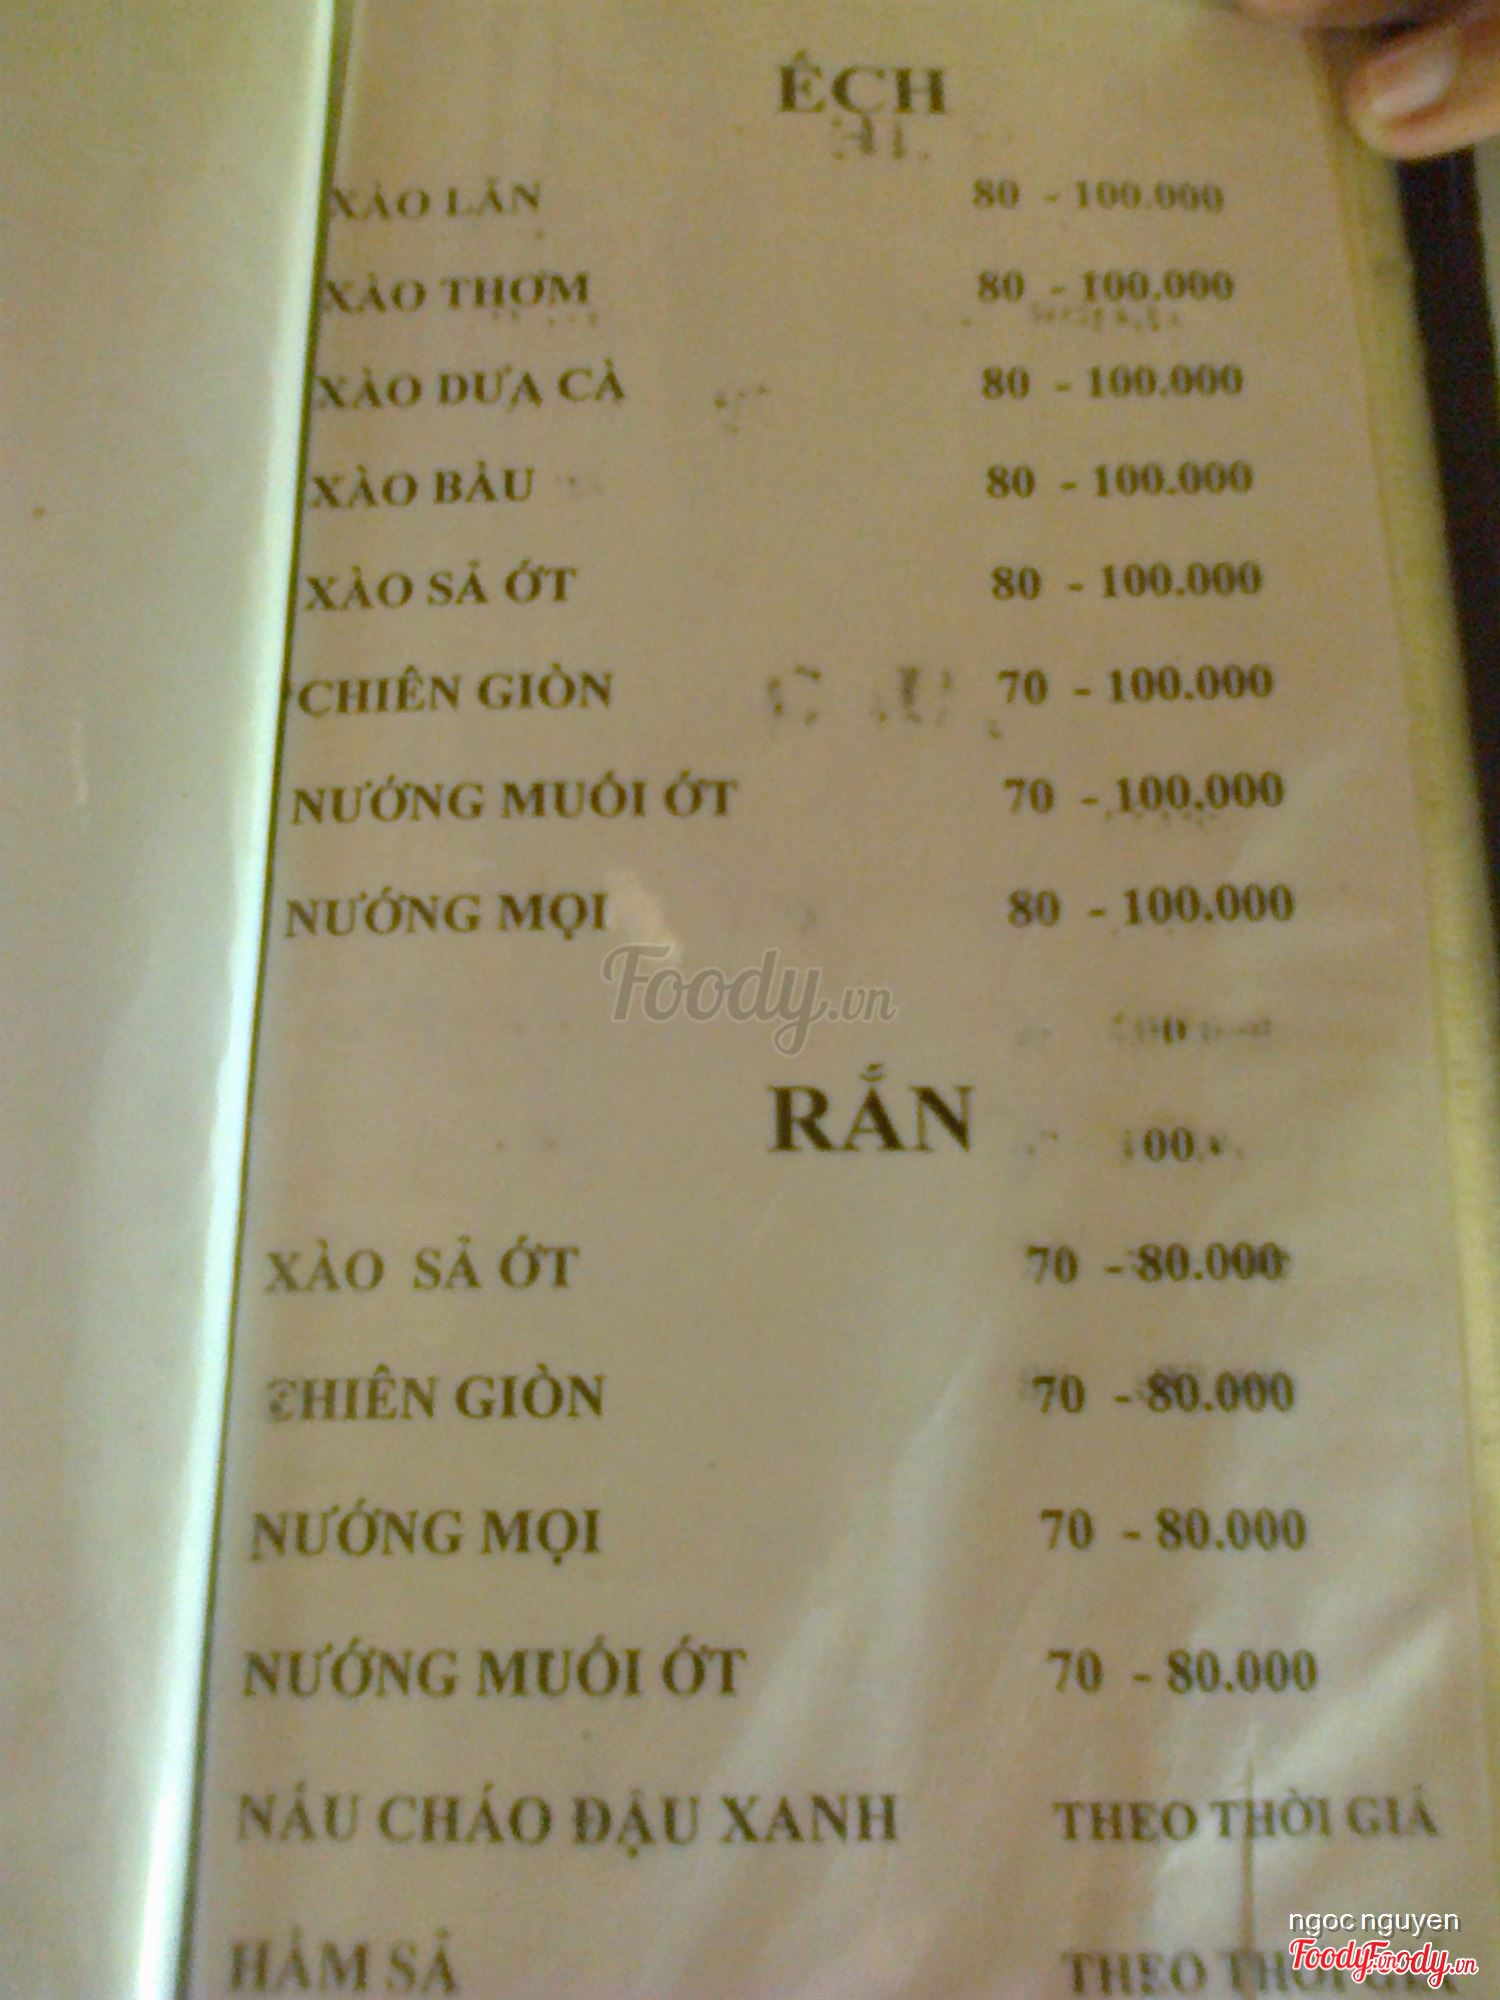 ẾCH
XÀO LĂN 80 - 100.000
XÀO THƠM 80 - 100.000
XÀO DƯA CÀ 80 - 100.000
XÀO BẦU 80 - 100.000
XÀO SẢ ỚT 80 - 100.000
CHIÊN GIÒN 70 - 100.000
NƯỚNG MUỐI ỚT 70 - 100.000
NƯỚNG MỌI 80 - 100.000
Foody.vn
RẮN
XÀO SẢ ỚT 70 - 80.000
CHIÊN GIÒN 70 - 80.000
NƯỚNG MỌI 70 - 80.000
NƯỚNG MUỐI ỚT 70 - 80.000
NẤU CHÁO ĐẬU XANH THEO THỜI GIÁ
HẦM SẢ THEO THỜI GIÁ
ngoc nguyen
Foody.vn